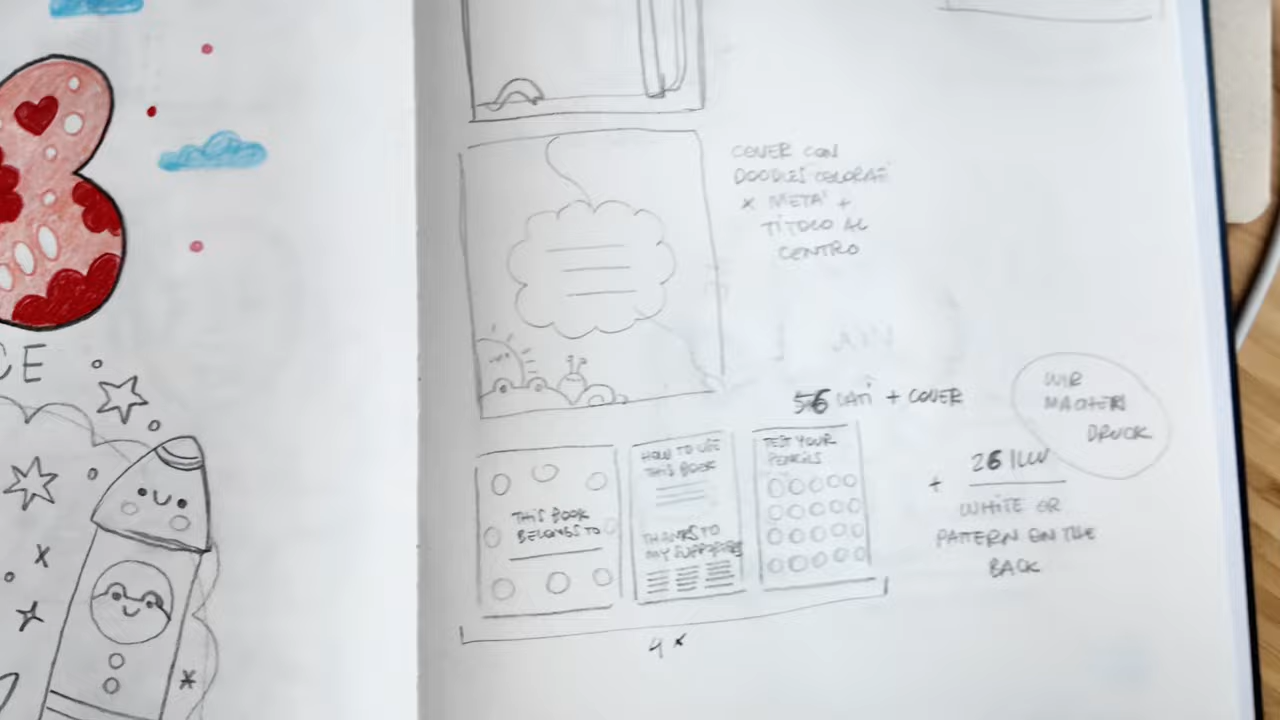 CE
COVER CON
DOODLES COLORATI
X META' +
TITOLO AL
CENTRO
56 LATI + COVER
WIR
MACHEN
DRUCK
+ 26 ILLU
WHITE OR
PATTERN ON THE
BACK
THIS BOOK
BELONGS TO
HOW TO USE
THIS BOOK
THANKS TO
MY SUPPORTERS
TEST YOUR
PENCILS
4 x